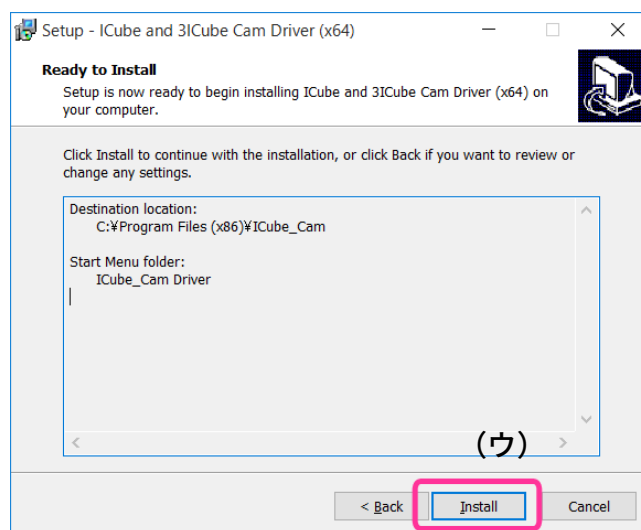 Setup - ICube and 3ICube Cam Driver (x64)
Ready to Install
Setup is now ready to begin installing ICube and 3ICube Cam Driver (x64) on
your computer.
Click Install to continue with the installation, or click Back if you want to review or
change any settings.
Destination location:
C:¥Program Files (x86)¥ICube_Cam
Start Menu folder:
ICube_Cam Driver
(ウ)
< Back
Install
Cancel